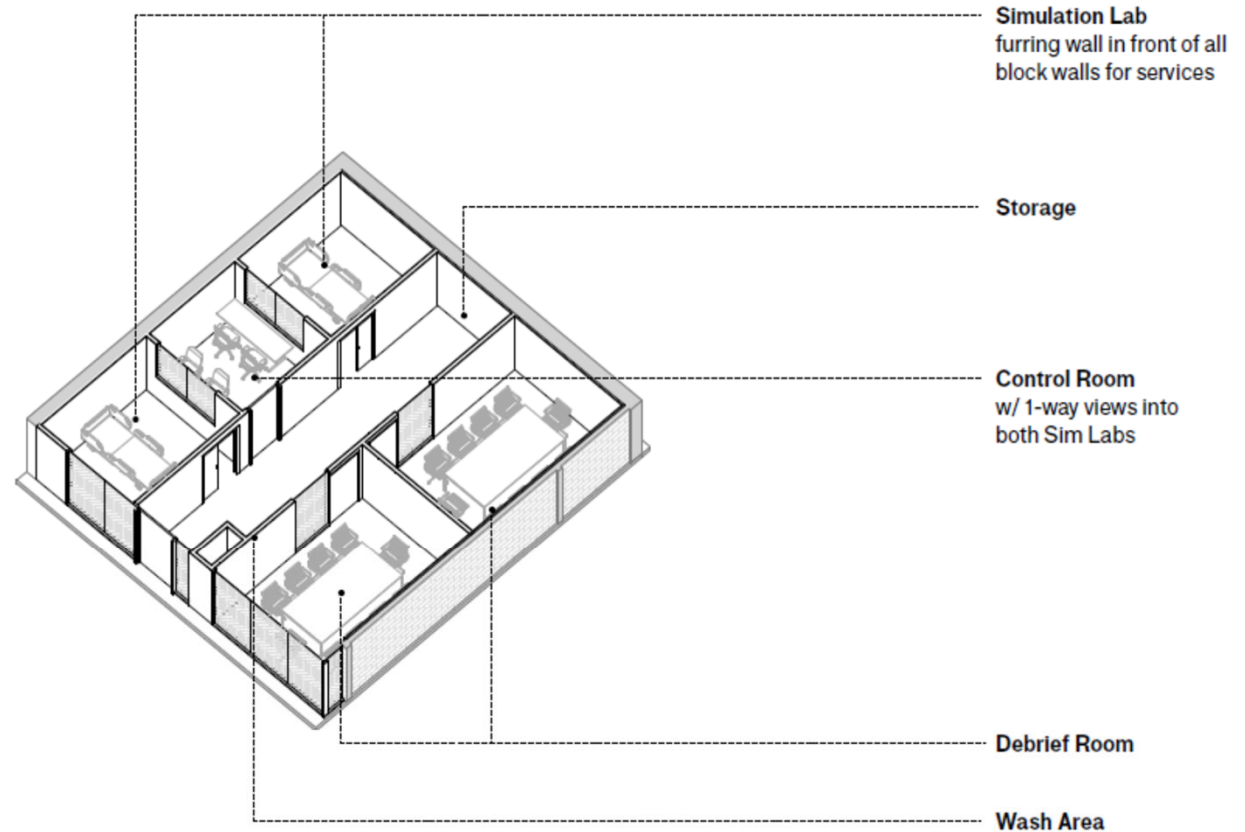 Simulation Lab
furring wall in front of all
block walls for services
Storage
Control Room
w/ 1-way views into
both Sim Labs
Debrief Room
Wash Area